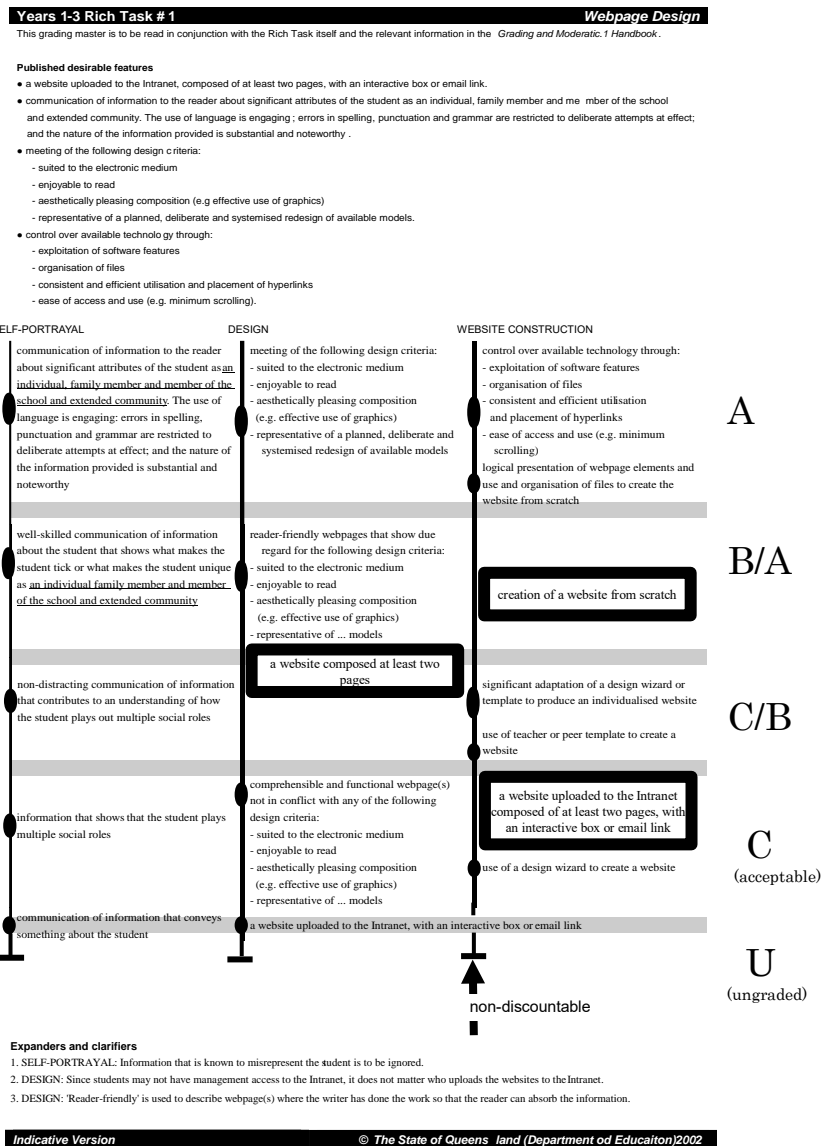 Years 1-3 Rich Task # 1 Webpage Design
This grading master is to be read in conjunction with the Rich Task itself and the relevant information in the Grading and Moderatic.1 Handbook.
Published desirable features
● a website uploaded to the Intranet, composed of at least two pages, with an interactive box or email link.
● communication of information to the reader about significant attributes of the student as an individual, family member and me mber of the school
and extended community. The use of language is engaging ; errors in spelling, punctuation and grammar are restricted to deliberate attempts at effect;
and the nature of the information provided is substantial and noteworthy .
● meeting of the following design c riteria:
- suited to the electronic medium
- enjoyable to read
- aesthetically pleasing composition (e.g effective use of graphics)
- representative of a planned, deliberate and systemised redesign of available models.
● control over available technolo gy through:
- exploitation of software features
- organisation of files
- consistent and efficient utilisation and placement of hyperlinks
- ease of access and use (e.g. minimum scrolling).
ELF-PORTRAYAL
communication of information to the reader
about significant attributes of the student as an
individual, family member and member of the
school and extended community. The use of
language is engaging: errors in spelling,
punctuation and grammar are restricted to
deliberate attempts at effect; and the nature of
the information provided is substantial and
noteworthy
well-skilled communication of information
about the student that shows what makes the
student tick or what makes the student unique
as an individual family member and member
of the school and extended community
non-distracting communication of information
that contributes to an understanding of how
the student plays out multiple social roles
information that shows that the student plays
multiple social roles
communication of information that conveys
something about the student
DESIGN
meeting of the following design criteria:
- suited to the electronic medium
- enjoyable to read
- aesthetically pleasing composition
(e.g. effective use of graphics)
- representative of a planned, deliberate and
systemised redesign of available models
reader-friendly webpages that show due
regard for the following design criteria:
- suited to the electronic medium
- enjoyable to read
- aesthetically pleasing composition
(e.g. effective use of graphics)
- representative of ... models
a website composed at least two
pages
comprehensible and functional webpage(s)
not in conflict with any of the following
design criteria:
- suited to the electronic medium
- enjoyable to read
- aesthetically pleasing composition
(e.g. effective use of graphics)
- representative of ... models
a website uploaded to the Intranet, with an interactive box or email link
WEBSITE CONSTRUCTION
control over available technology through:
- exploitation of software features
- organisation of files
- consistent and efficient utilisation
and placement of hyperlinks
- ease of access and use (e.g. minimum
scrolling)
logical presentation of webpage elements and
use and organisation of files to create the
website from scratch
creation of a website from scratch
significant adaptation of a design wizard or
template to produce an individualised website
use of teacher or peer template to create a
website
a website uploaded to the Intranet
composed of at least two pages, with
an interactive box or email link
use of a design wizard to create a website
non-discountable
A
B/A
C/B
C
(acceptable)
U
(ungraded)
Expanders and clarifiers
1. SELF-PORTRAYAL: Information that is known to misrepresent the student is to be ignored.
2. DESIGN: Since students may not have management access to the Intranet, it does not matter who uploads the websites to the Intranet.
3. DESIGN: 'Reader-friendly' is used to describe webpage(s) where the writer has done the work so that the reader can absorb the information.
Indicative Version © The State of Queens land (Department od Educaiton)2002